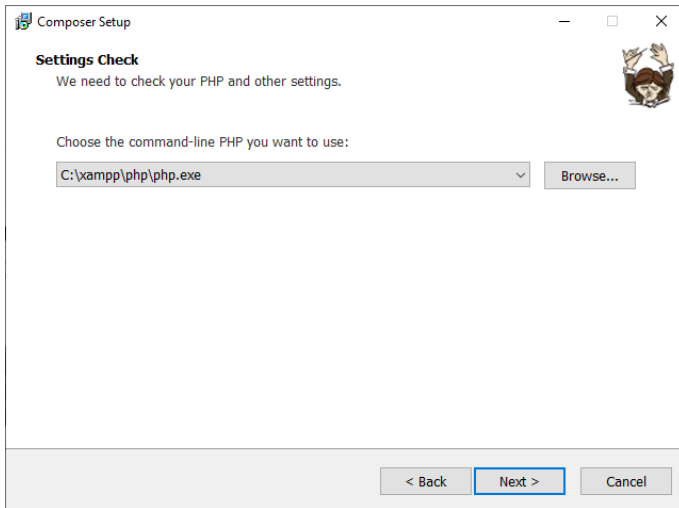 Composer Setup
Settings Check
We need to check your PHP and other settings.
Choose the command-line PHP you want to use:
C:\xampp\php\php.exe
Browse...
< Back
Next >
Cancel